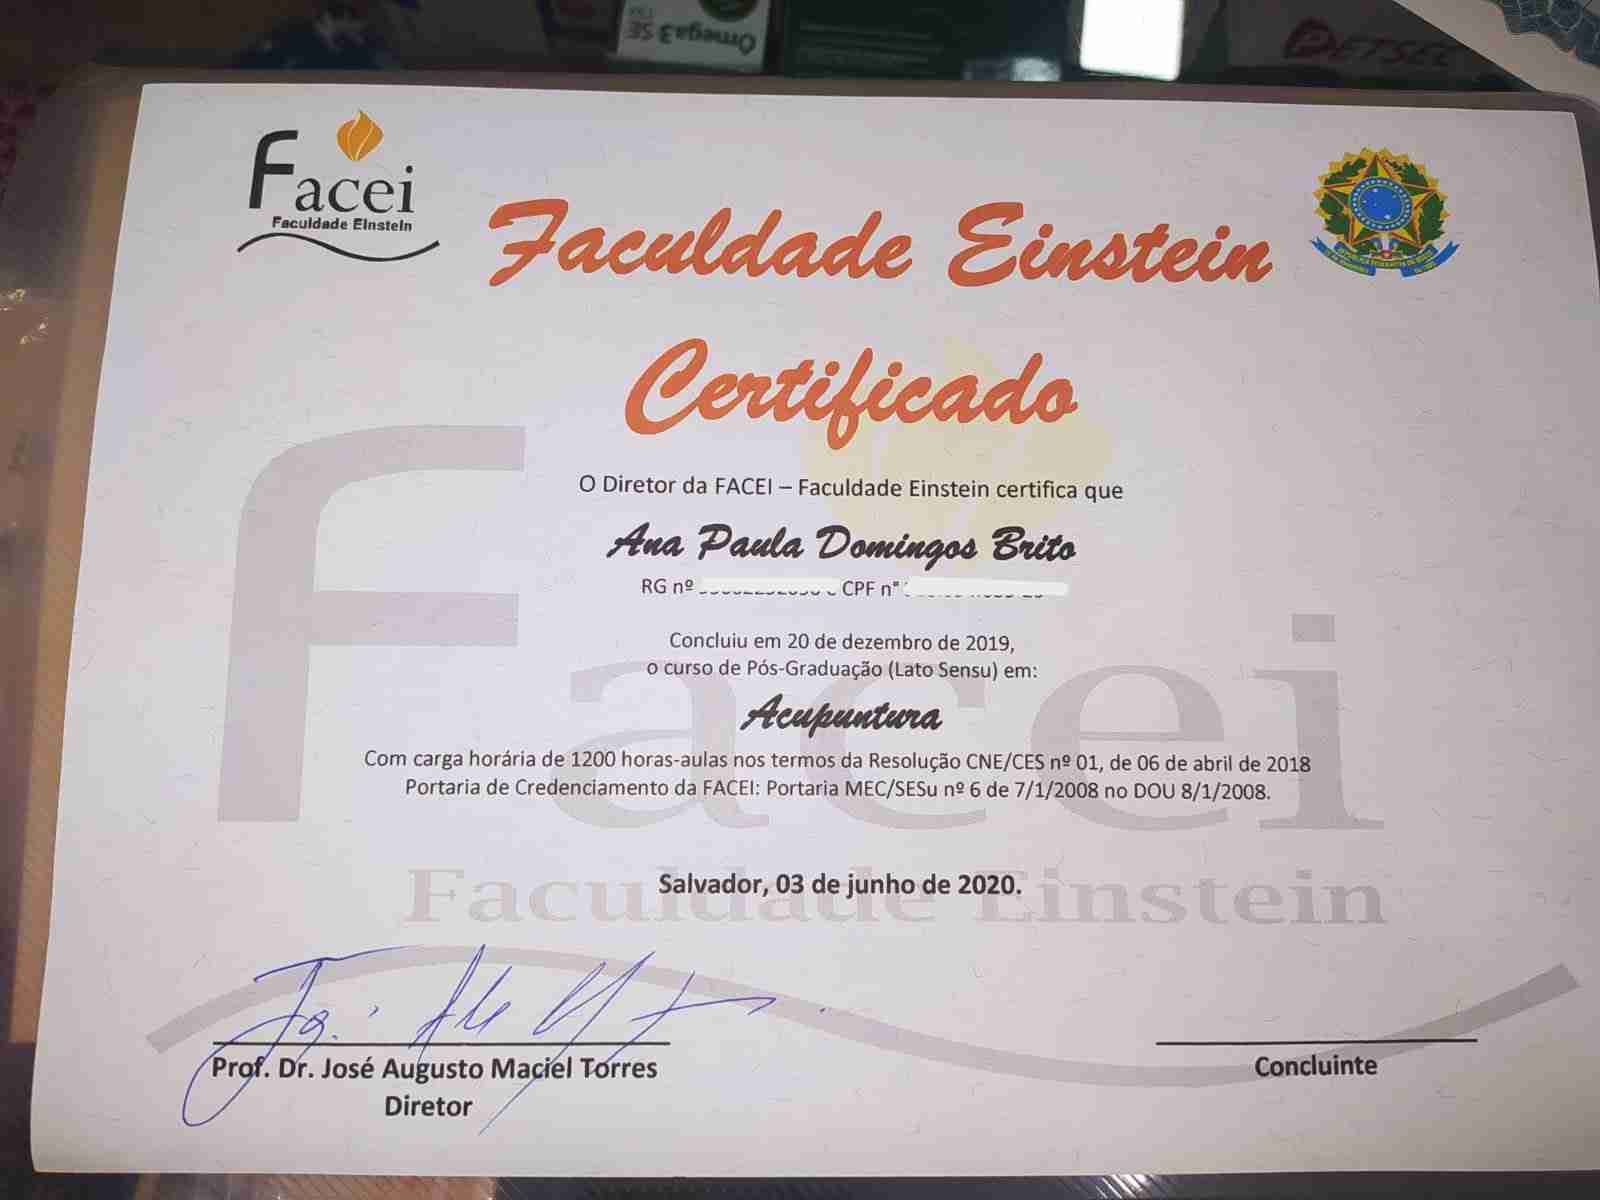 Omega3
Facei
Faculdade Einstein
Faculdade Einstein
Certificado
O Diretor da FACEI – Faculdade Einstein certifica que
Ana Paula Domingos Brito
RG nº CPF n°
Concluiu em 20 de dezembro de 2019,
o curso de Pós-Graduação (Lato Sensu) em:
Acupuntura
Com carga horária de 1200 horas-aulas nos termos da Resolução CNE/CES nº 01, de 06 de abril de 2018
Portaria de Credenciamento da FACEI: Portaria MEC/SESu nº 6 de 7/1/2008 no DOU 8/1/2008.
Facei
Faculdade Einstein
Salvador, 03 de junho de 2020.
Prof. Dr. José Augusto Maciel Torres
Diretor
Concluinte